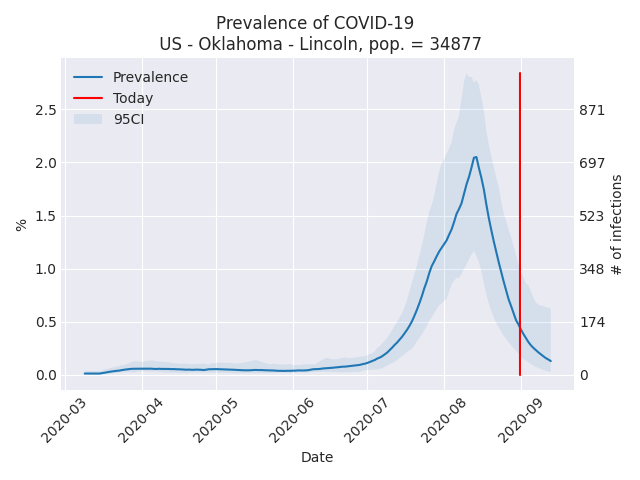 Prevalence of COVID-19
US - Oklahoma - Lincoln, pop. = 34877
Prevalence
Today
95CI
2.5
2.0
1.5
1.0
0.5
0.0
%
871
697
523
348
174
0
# of infections
2020-03
2020-04
2020-05
2020-06
2020-07
2020-08
2020-09
Date